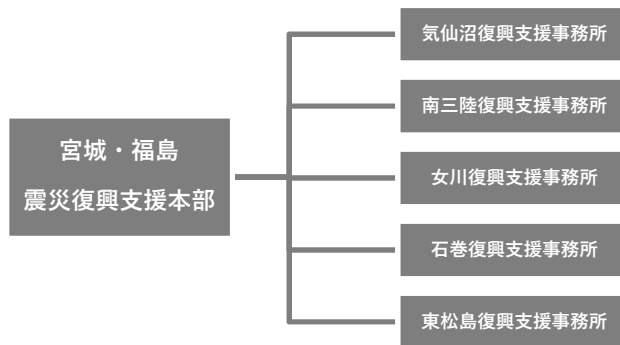 宮城・福島
震災復興支援本部
気仙沼復興支援事務所
南三陸復興支援事務所
女川復興支援事務所
石巻復興支援事務所
東松島復興支援事務所